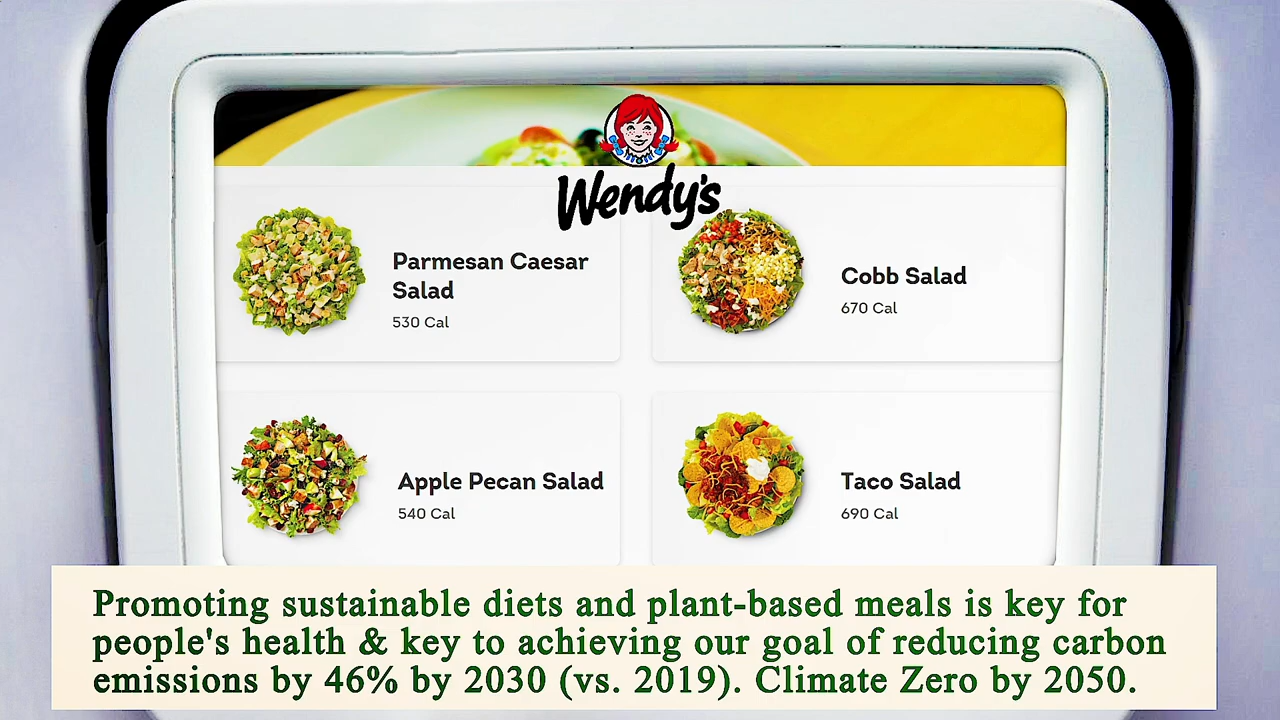 Wendy's
Parmesan Caesar
Salad
530 Cal
Cobb Salad
670 Cal
Apple Pecan Salad
540 Cal
Taco Salad
690 Cal
Promoting sustainable diets and plant-based meals is key for
people's health & key to achieving our goal of reducing carbon
emissions by 46% by 2030 (vs. 2019). Climate Zero by 2050.